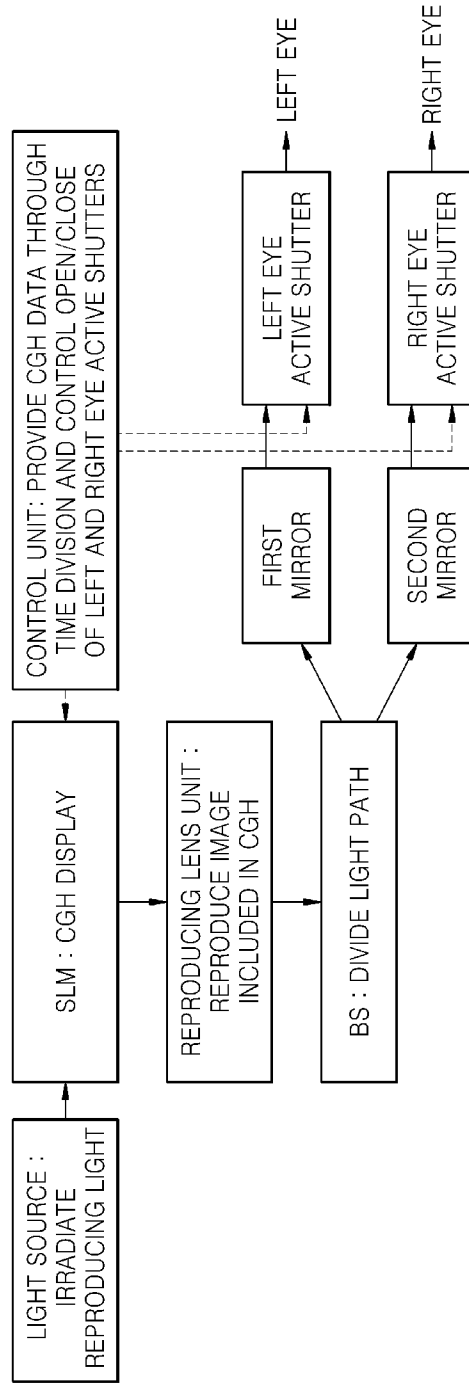 LIGHT SOURCE :
IRRADIATE
REPRODUCING LIGHT
SLM : CGH DISPLAY
CONTROL UNIT: PROVIDE CGH DATA THROUGH
TIME DIVISION AND CONTROL OPEN/CLOSE
OF LEFT AND RIGHT EYE ACTIVE SHUTTERS
REPRODUCING LENS UNIT :
REPRODUCE IMAGE
INCLUDED IN CGH
BS : DIVIDE LIGHT PATH
FIRST
MIRROR
LEFT EYE
ACTIVE SHUTTER
LEFT EYE
SECOND
MIRROR
RIGHT EYE
ACTIVE SHUTTER
RIGHT EYE